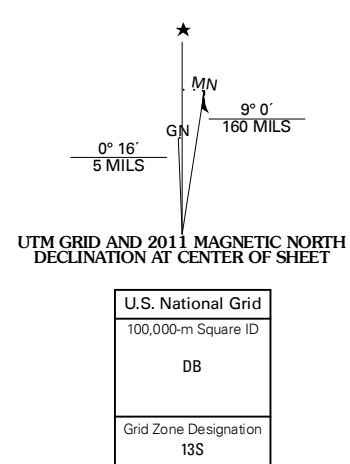 MN
9° 0´
160 MILS
GN
0° 16´
5 MILS
UTM GRID AND 2011 MAGNETIC NORTH
DECLINATION AT CENTER OF SHEET
U.S. National Grid
100,000-m Square ID
DB
Grid Zone Designation
13S